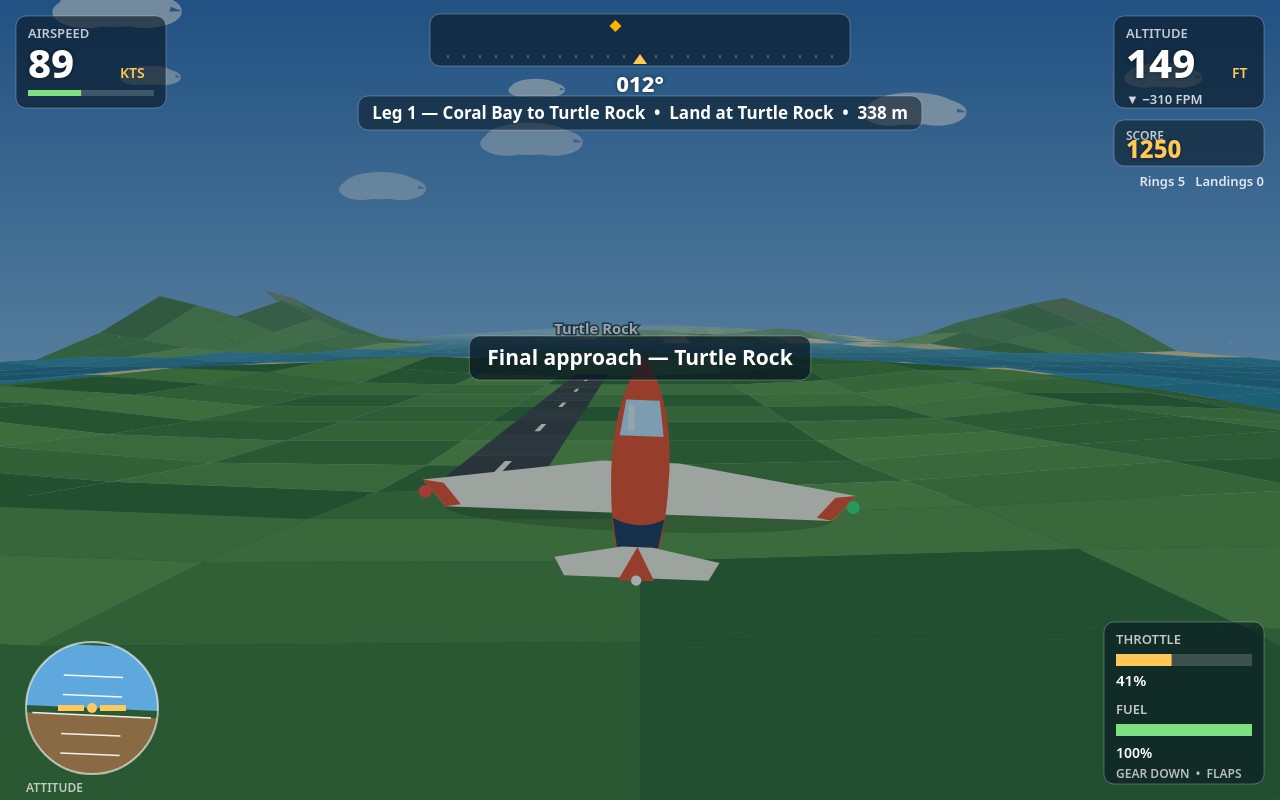 AIRSPEED
89 KTS
012°
Leg 1 — Coral Bay to Turtle Rock • Land at Turtle Rock • 338 m
ALTITUDE
149 FT
▼ −310 FPM
SCORE
1250
Rings 5 Landings 0
Turtle Rock
Final approach — Turtle Rock
ATTITUDE
THROTTLE
41%
FUEL
100%
GEAR DOWN • FLAPS